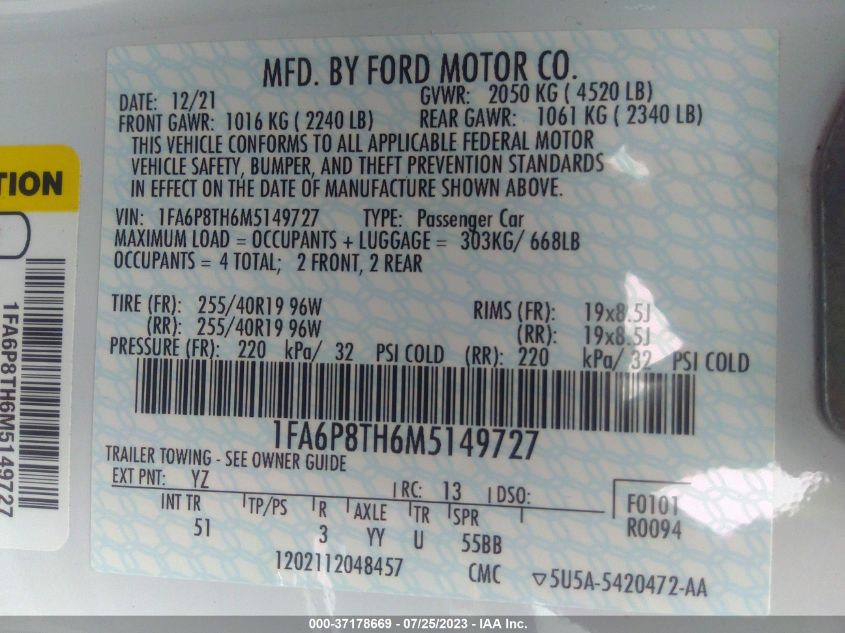 MFD. BY FORD MOTOR CO.
DATE: 12/21 GVWR: 2050 KG ( 4520 LB)
FRONT GAWR: 1016 KG ( 2240 LB) REAR GAWR: 1061 KG ( 2340 LB)
THIS VEHICLE CONFORMS TO ALL APPLICABLE FEDERAL MOTOR
VEHICLE SAFETY, BUMPER, AND THEFT PREVENTION STANDARDS
IN EFFECT ON THE DATE OF MANUFACTURE SHOWN ABOVE.
VIN: 1FA6P8TH6M5149727 TYPE: Passenger Car
MAXIMUM LOAD = OCCUPANTS + LUGGAGE = 303KG/ 668LB
OCCUPANTS = 4 TOTAL; 2 FRONT, 2 REAR
TIRE (FR): 255/40R19 96W RIMS (FR): 19x8.5J
(RR): 255/40R19 96W (RR): 19x8.5J
PRESSURE (FR): 220 kPa/ 32 PSI COLD (RR): 220 kPa/ 32 PSI COLD
1FA6P8TH6M5149727
TRAILER TOWING - SEE OWNER GUIDE
EXT PNT: YZ RC: 13 DSO:
INT TR TP/PS R AXLE TR SPR
51 3 YY U 55BB
F0101
R0094
1202112048457 CMC ▽5U5A-5420472-AA
TION
1FA6P8TH6M5149727
000-37178669 - 07/25/2023 - IAA Inc.